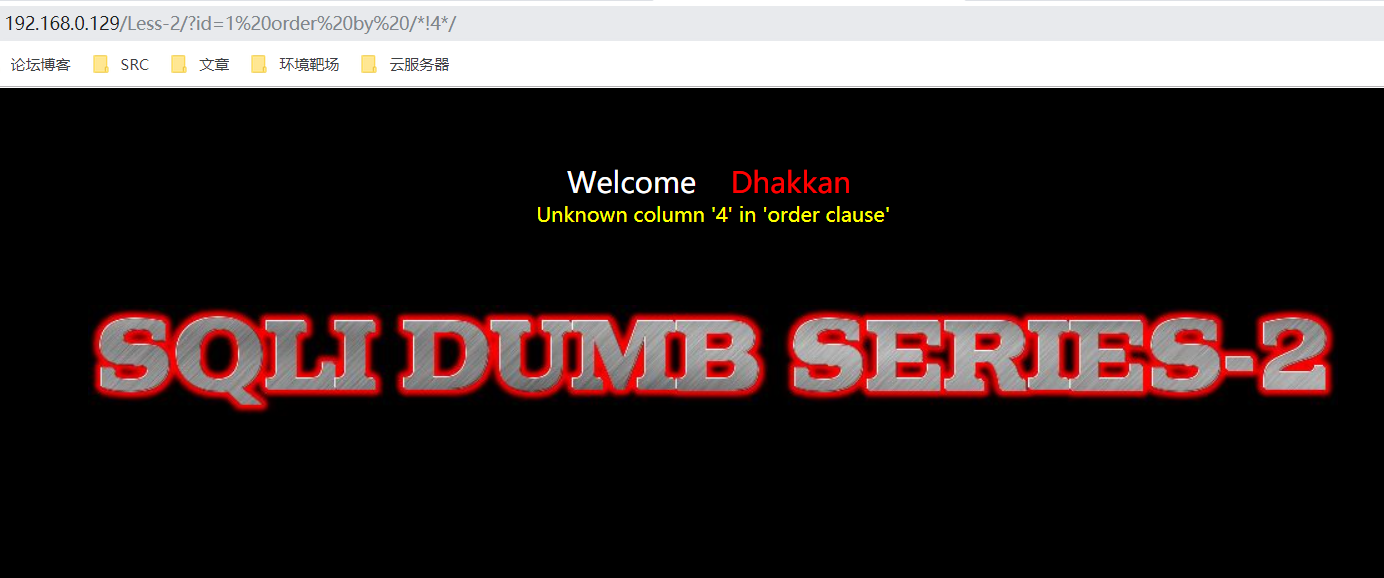 192.168.0.129/Less-2/?id=1%20order%20by%20/*!4*/
论坛博客 SRC 文章 环境靶场 云服务器
Welcome Dhakkan
Unknown column '4' in 'order clause'
SQLI DUMB SERIES-2